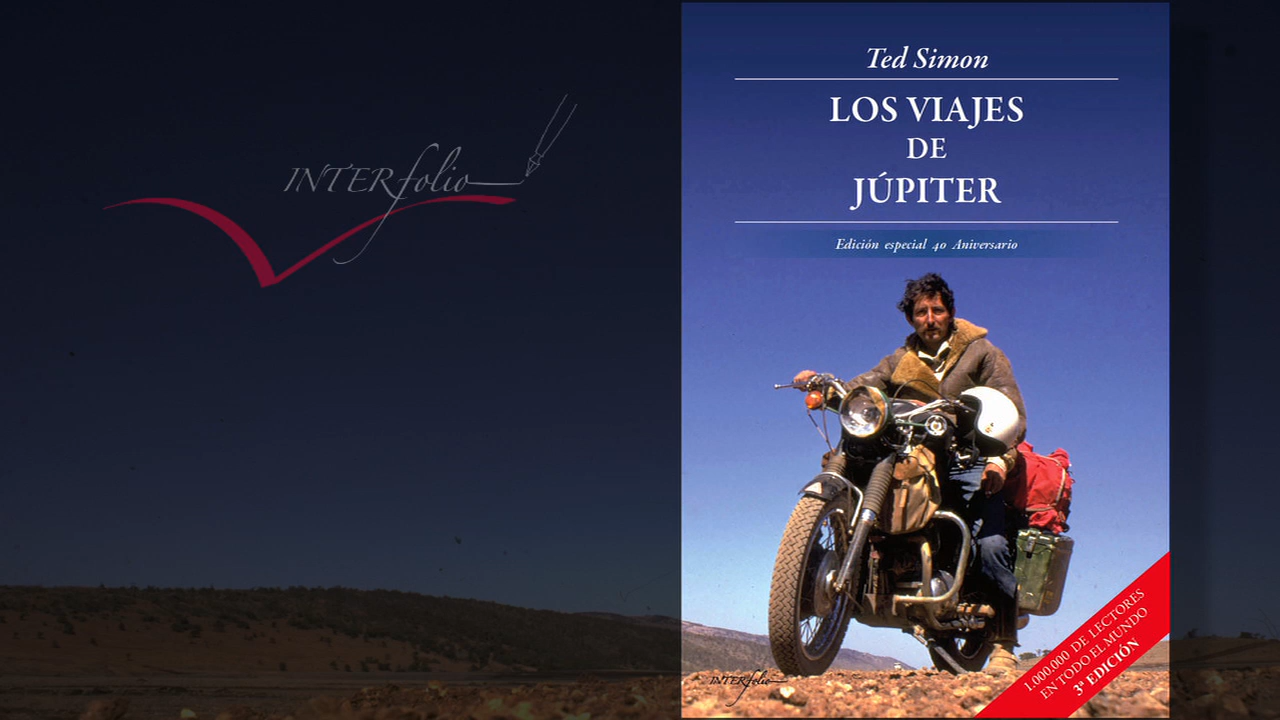 INTERfolio
Ted Simon
LOS VIAJES
DE
JÚPITER
Edición especial 40 Aniversario
1.000.000 DE LECTORES
EN TODO EL MUNDO
3ª EDICIÓN
INTERfolio